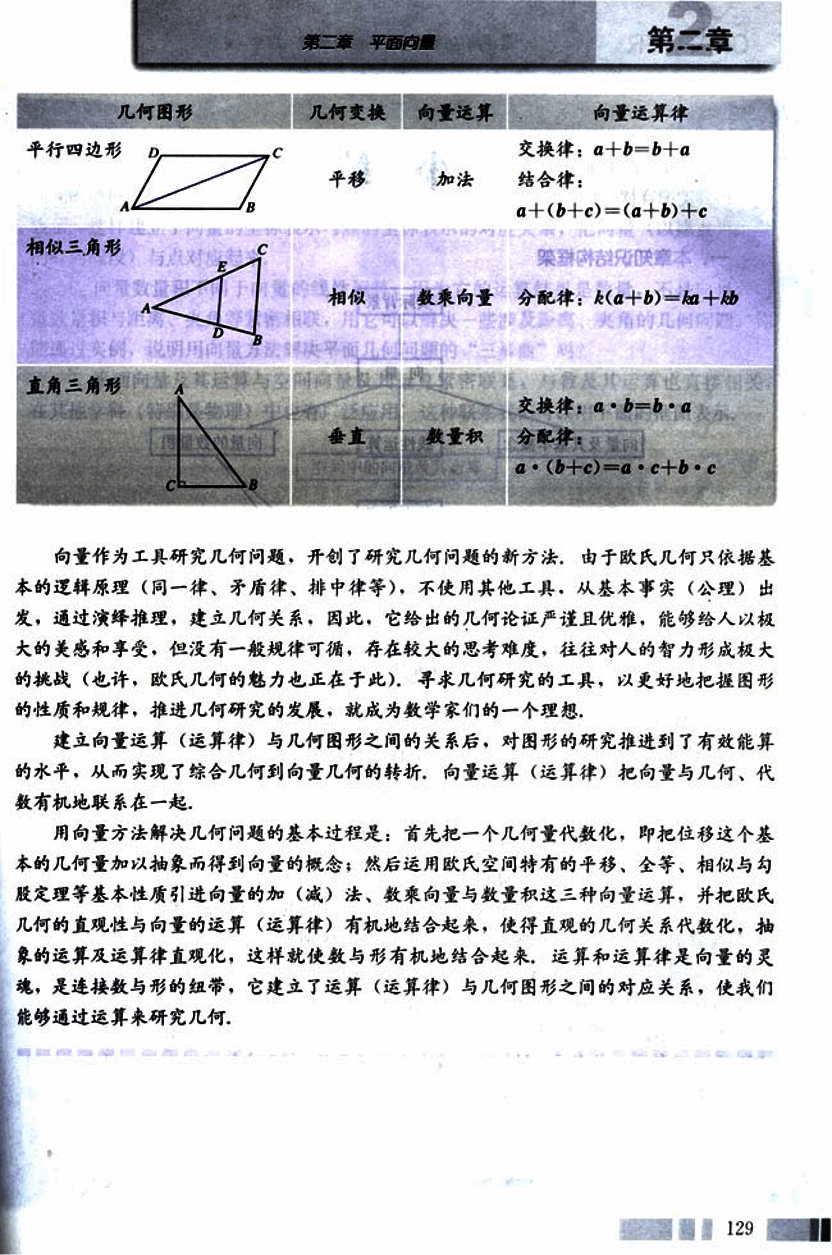 第二章 平面向量
第二章
几何图形 几何变换 向量运算 向量运算律
平行四边形 D C
A B
平移 加法
交换律：a＋b＝b＋a
结合律：
a＋(b＋c)＝(a＋b)＋c
相似三角形
C
E
A
D
B
相似 数乘向量 分配律：k(a＋b)＝ka＋kb
直角三角形
A
C B
垂直 数量积
交换律：a·b＝b·a
分配律：
a·(b＋c)＝a·c＋b·c
向量作为工具研究几何问题，开创了研究几何问题的新方法．由于欧氏几何只依据基
本的逻辑原理（同一律、矛盾律、排中律等），不使用其他工具，从基本事实（公理）出
发，通过演绎推理，建立几何关系，因此，它给出的几何论证严谨且优雅，能够给人以极
大的美感和享受，但没有一般规律可循，存在较大的思考难度，往往对人的智力形成极大
的挑战（也许，欧氏几何的魅力也正在于此）．寻求几何研究的工具，以更好地把握图形
的性质和规律，推进几何研究的发展，就成为数学家们的一个理想．
建立向量运算（运算律）与几何图形之间的关系后，对图形的研究推进到了有效能算
的水平，从而实现了综合几何到向量几何的转折．向量运算（运算律）把向量与几何、代
数有机地联系在一起．
用向量方法解决几何问题的基本过程是：首先把一个几何量代数化，即把位移这个基
本的几何量加以抽象而得到向量的概念；然后运用欧氏空间特有的平移、全等、相似与勾
股定理等基本性质引进向量的加（减）法、数乘向量与数量积这三种向量运算，并把欧氏
几何的直观性与向量的运算（运算律）有机地结合起来，使得直观的几何关系代数化，抽
象的运算及运算律直观化，这样就使数与形有机地结合起来．运算和运算律是向量的灵
魂，是连接数与形的纽带，它建立了运算（运算律）与几何图形之间的对应关系，使我们
能够通过运算来研究几何．
129